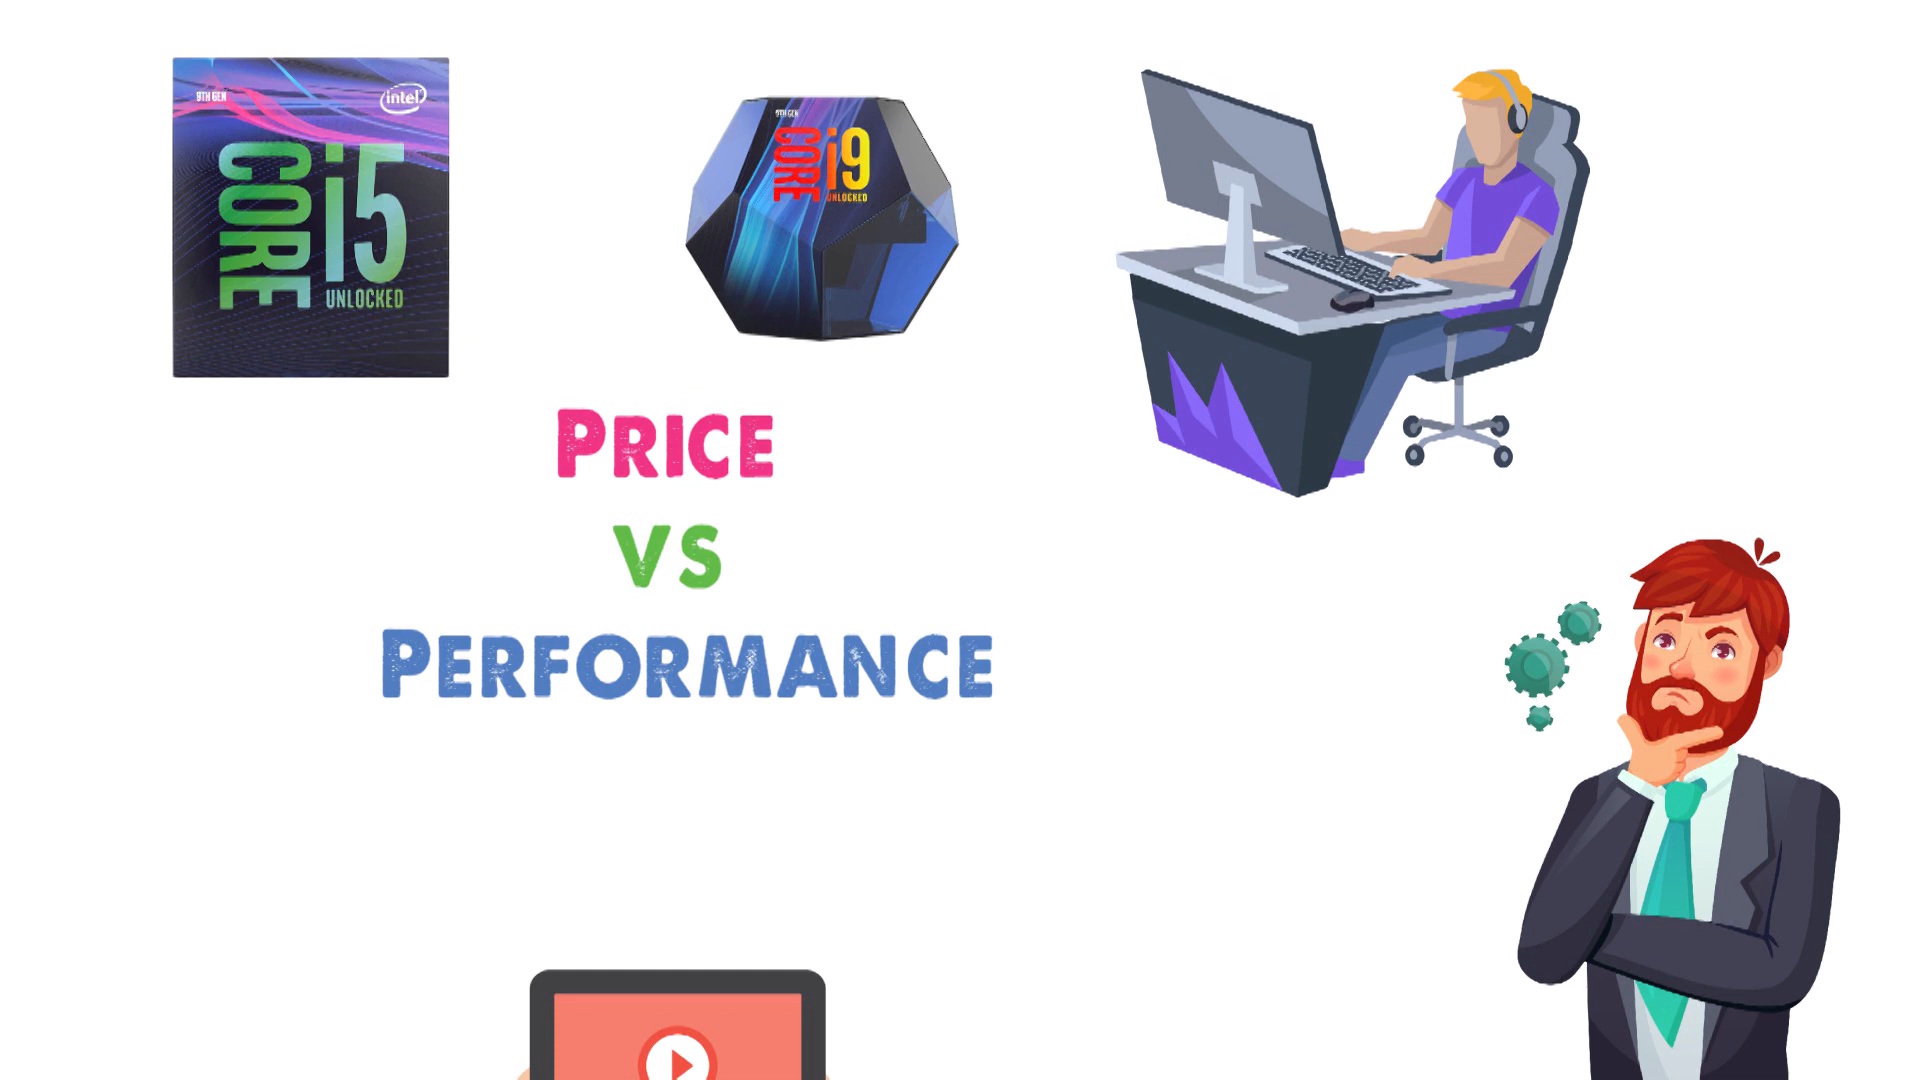 9TH GEN
intel
CORE i5
UNLOCKED
9TH GEN
CORE i9
UNLOCKED
PRICE
VS
PERFORMANCE